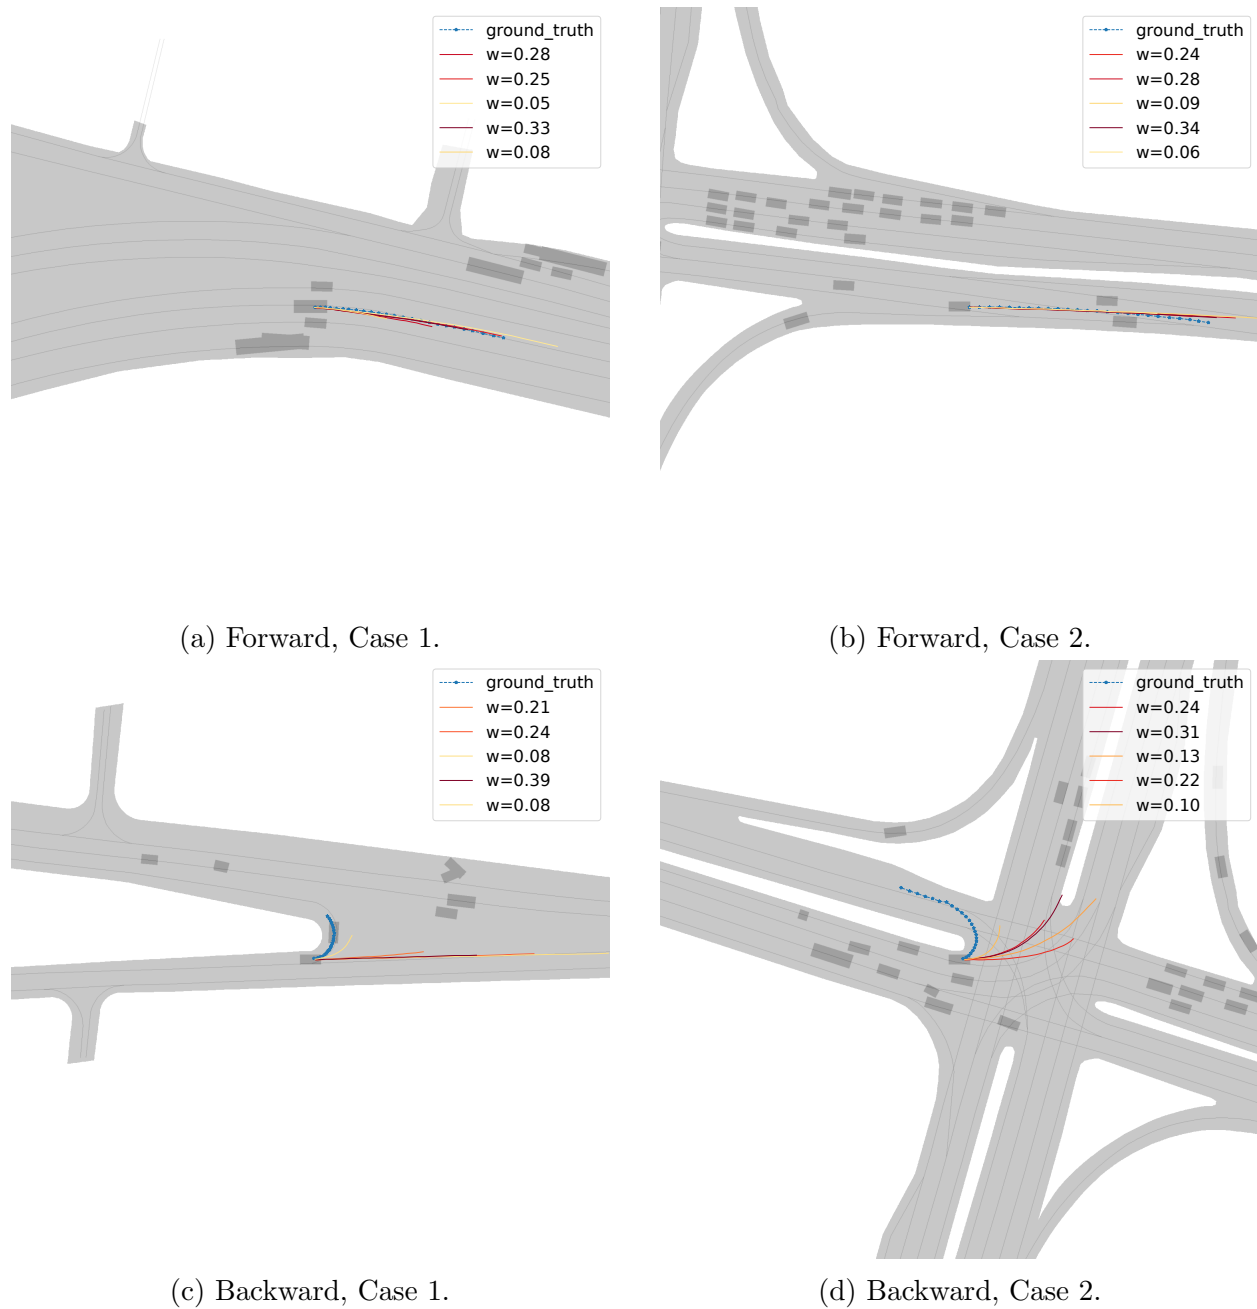 ground_truth
w=0.28
w=0.25
w=0.05
w=0.33
w=0.08
ground_truth
w=0.24
w=0.28
w=0.09
w=0.34
w=0.06
(a) Forward, Case 1.
(b) Forward, Case 2.
ground_truth
w=0.21
w=0.24
w=0.08
w=0.39
w=0.08
ground_truth
w=0.24
w=0.31
w=0.13
w=0.22
w=0.10
(c) Backward, Case 1.
(d) Backward, Case 2.